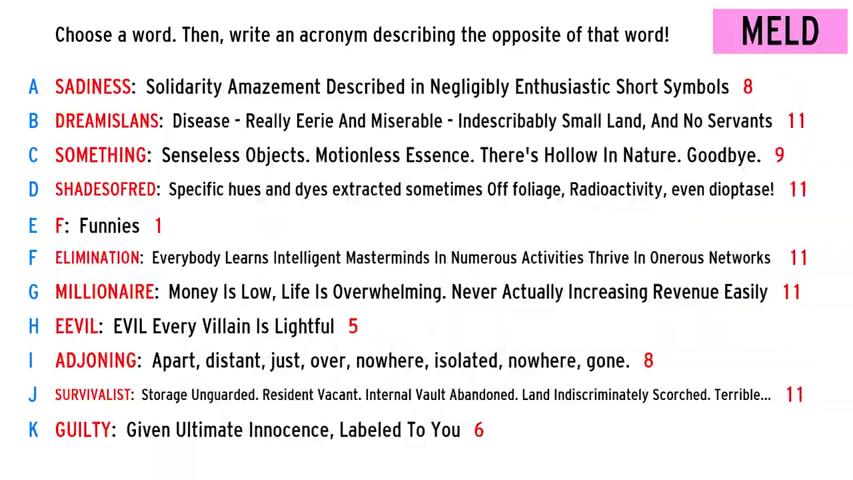 Choose a word. Then, write an acronym describing the opposite of that word!
MELD
A SADINESS: Solidarity Amazement Described in Negligibly Enthusiastic Short Symbols 8
B DREAMISLANS: Disease - Really Eerie And Miserable - Indescribably Small Land, And No Servants 11
C SOMETHING: Senseless Objects. Motionless Essence. There's Hollow In Nature. Goodbye. 9
D SHADESOFRED: Specific hues and dyes extracted sometimes Off foliage, Radioactivity, even dioptase! 11
E F: Funnies 1
F ELIMINATION: Everybody Learns Intelligent Masterminds In Numerous Activities Thrive In Onerous Networks 11
G MILLIONAIRE: Money Is Low, Life Is Overwhelming. Never Actually Increasing Revenue Easily 11
H EEVIL: EVIL Every Villain Is Lightful 5
I ADJONING: Apart, distant, just, over, nowhere, isolated, nowhere, gone. 8
J SURVIVALIST: Storage Unguarded. Resident Vacant. Internal Vault Abandoned. Land Indiscriminately Scorched. Terrible... 11
K GUILTY: Given Ultimate Innocence, Labeled To You 6